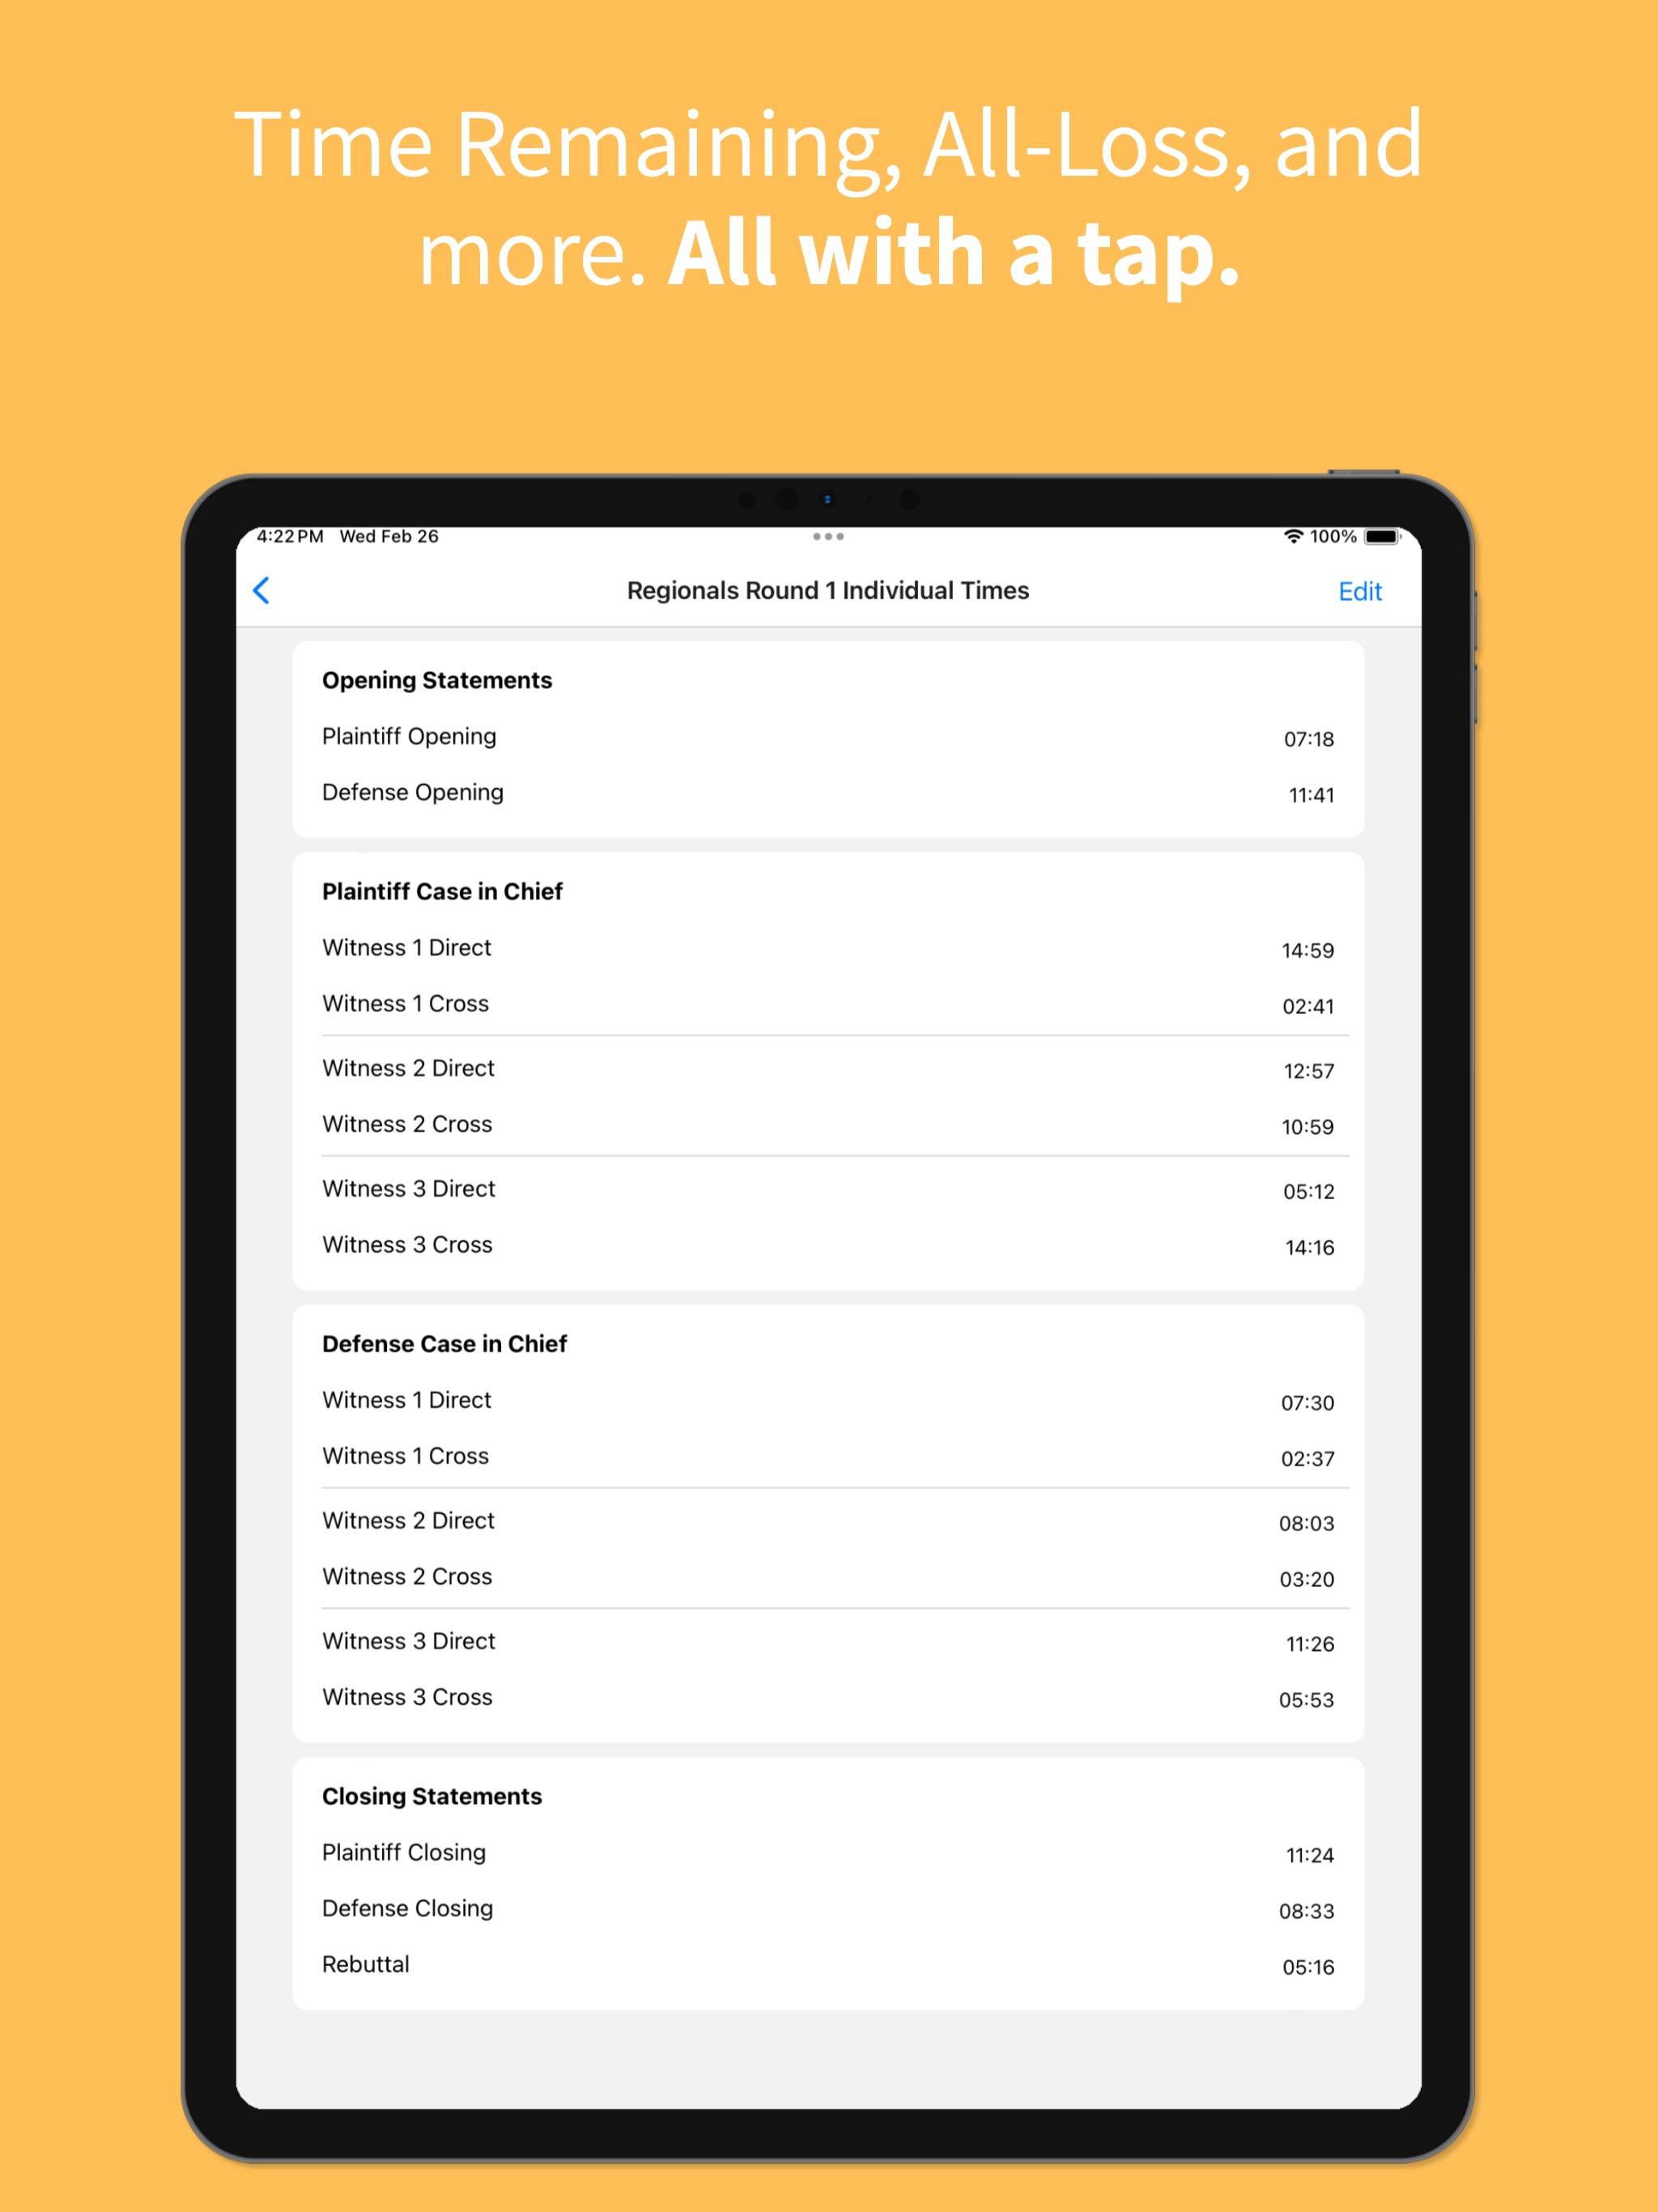 Time Remaining, All-Loss, and
more. All with a tap.
4:22 PM Wed Feb 26
100%
Regionals Round 1 Individual Times
Edit
Opening Statements
Plaintiff Opening 07:18
Defense Opening 11:41
Plaintiff Case in Chief
Witness 1 Direct 14:59
Witness 1 Cross 02:41
Witness 2 Direct 12:57
Witness 2 Cross 10:59
Witness 3 Direct 05:12
Witness 3 Cross 14:16
Defense Case in Chief
Witness 1 Direct 07:30
Witness 1 Cross 02:37
Witness 2 Direct 08:03
Witness 2 Cross 03:20
Witness 3 Direct 11:26
Witness 3 Cross 05:53
Closing Statements
Plaintiff Closing 11:24
Defense Closing 08:33
Rebuttal 05:16